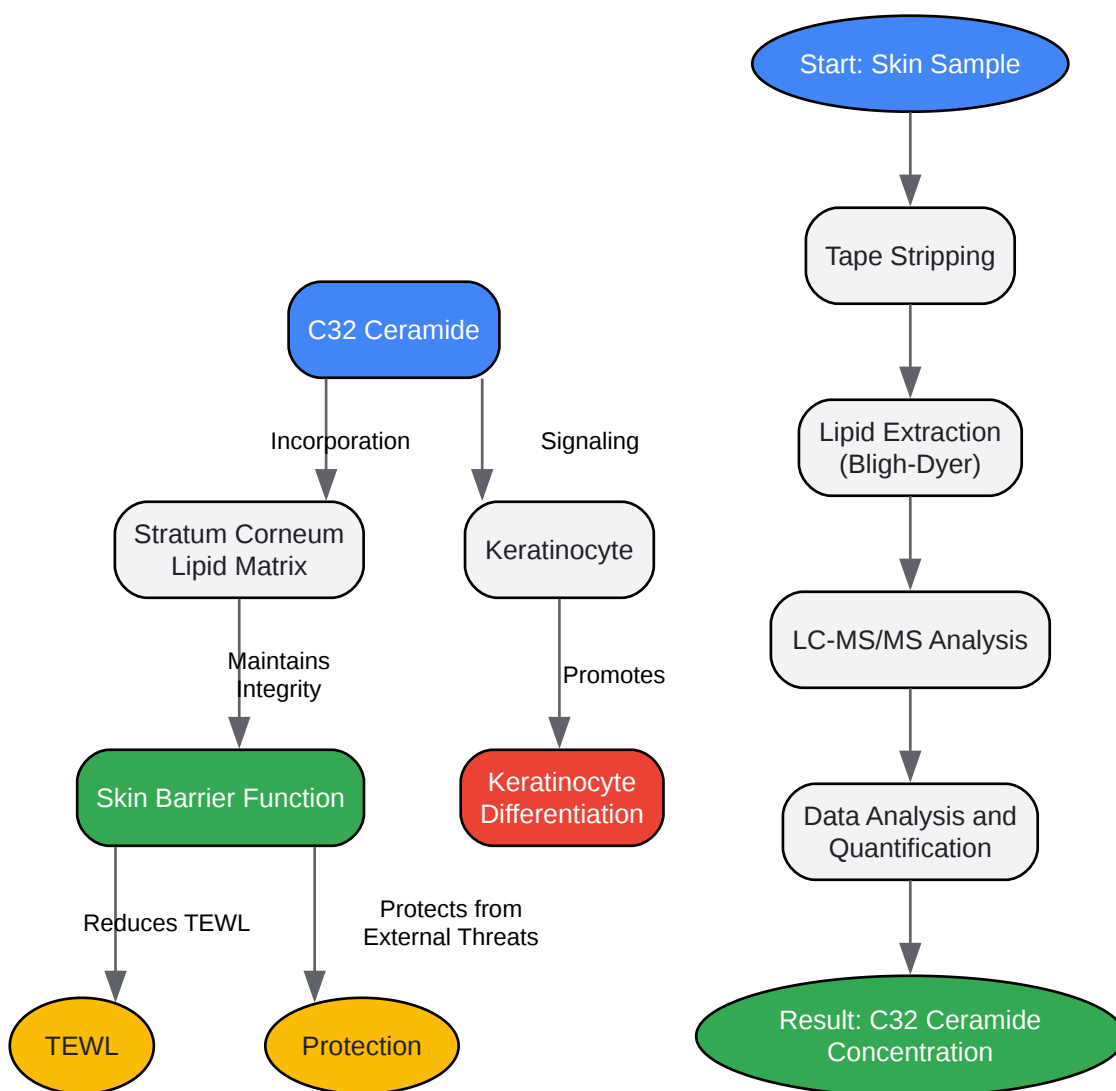 C32 Ceramide
Incorporation
Signaling
Stratum Corneum
Lipid Matrix
Keratinocyte
Maintains
Integrity
Promotes
Skin Barrier Function
Keratinocyte
Differentiation
Reduces TEWL
Protects from
External Threats
TEWL
Protection
Start: Skin Sample
Tape Stripping
Lipid Extraction
(Bligh-Dyer)
LC-MS/MS Analysis
Data Analysis and
Quantification
Result: C32 Ceramide
Concentration